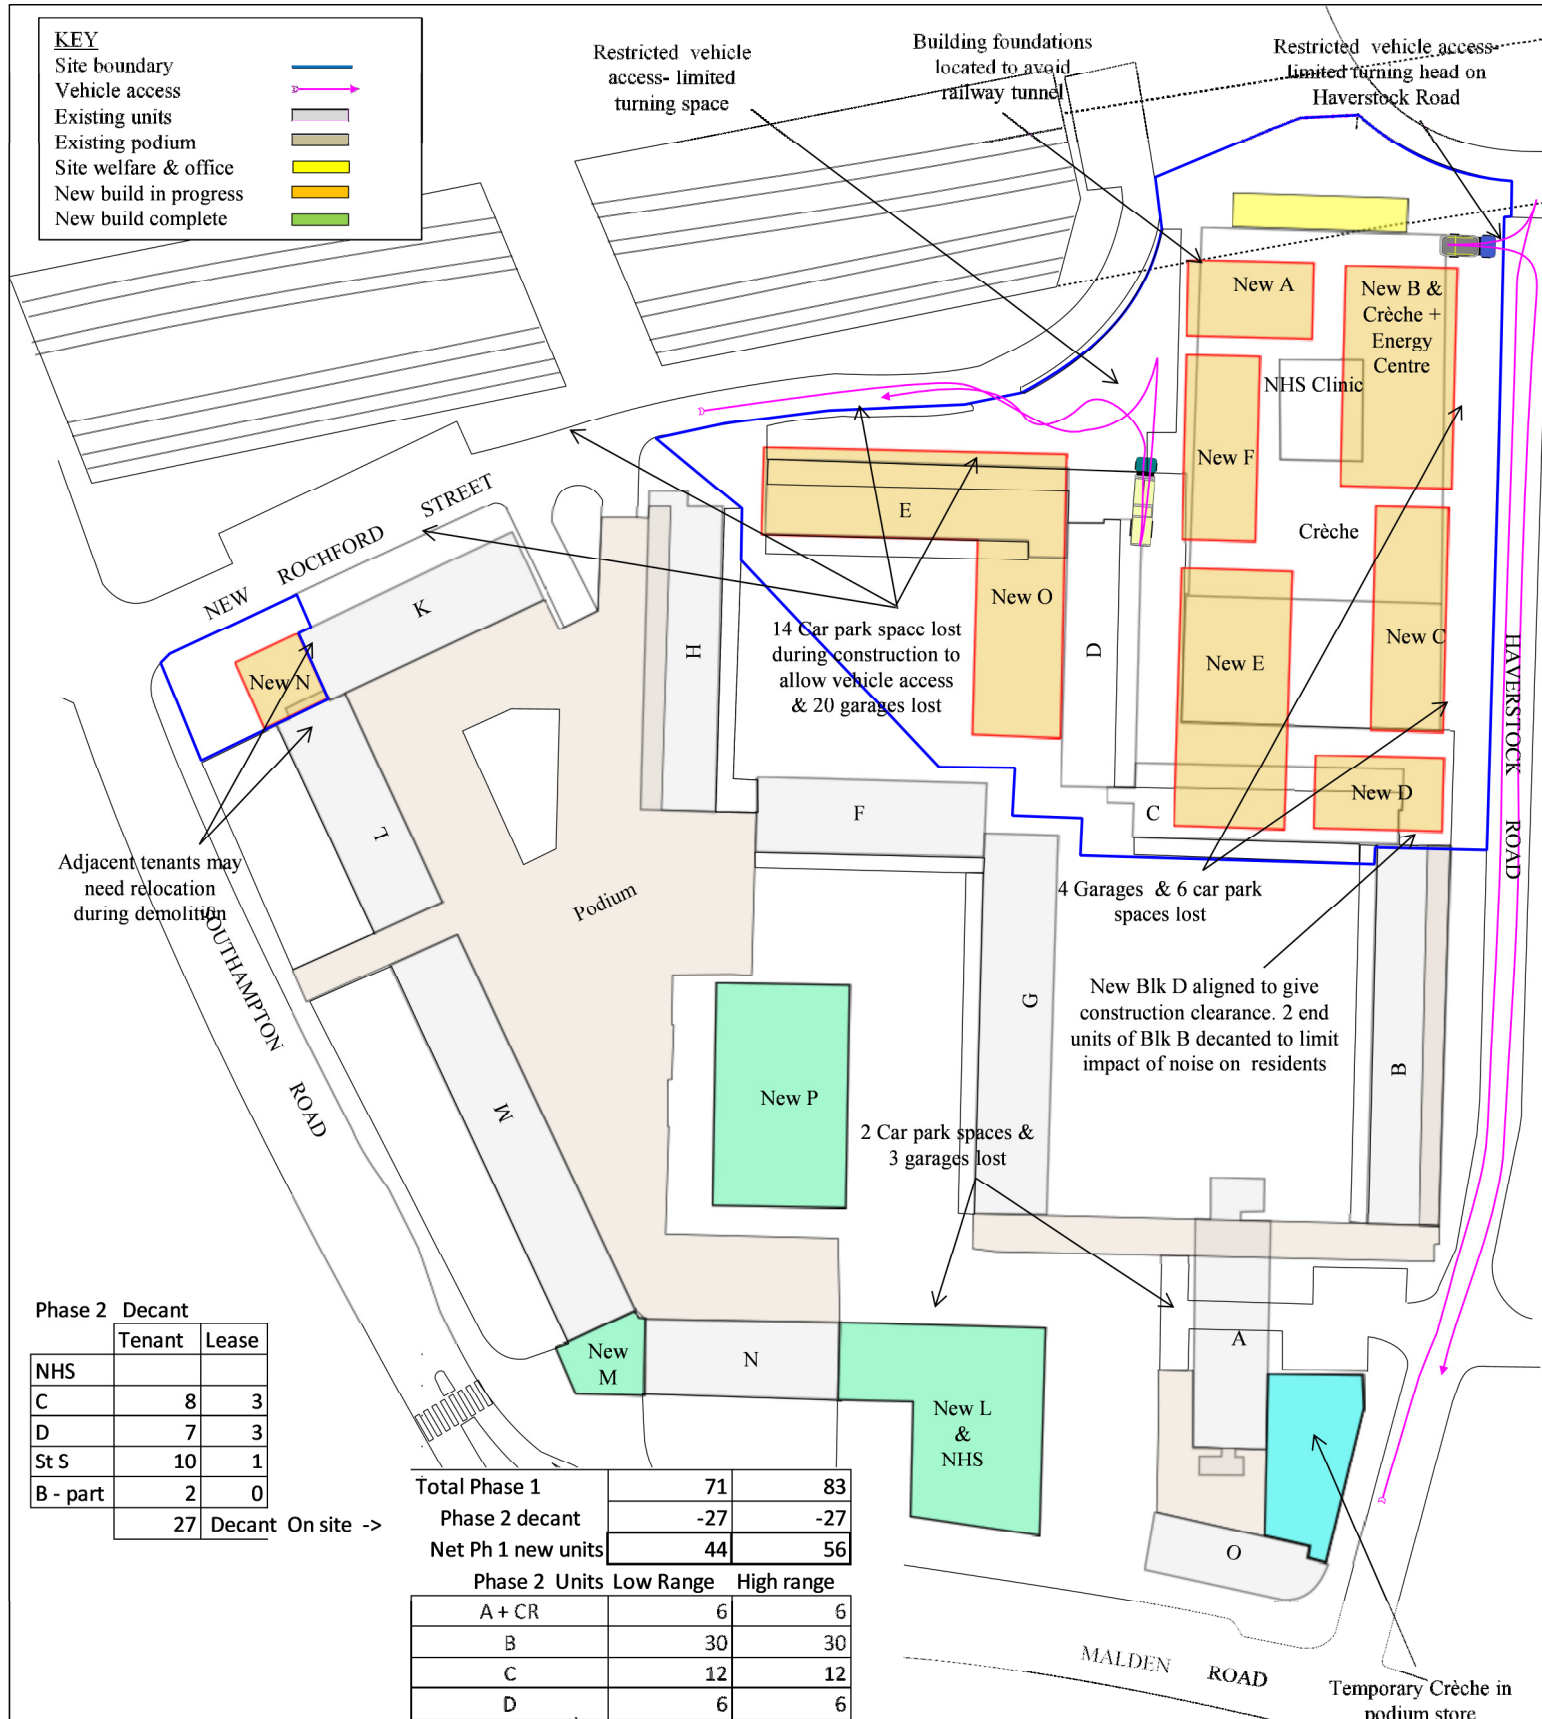 KEY
Site boundary
Vehicle access
Existing units
Existing podium
Site welfare & office
New build in progress
New build complete
Restricted vehicle
access- limited
turning space
Building foundations
located to avoid
railway tunnel
Restricted vehicle access-
limited turning head on
Haverstock Road
New A
New B &
Crèche +
Energy
Centre
NHS Clinic
New F
Crèche
E
New O
D
New E
New C
New D
C
NEW ROCHFORD STREET
K
New N
H
L
14 Car park space lost
during construction to
allow vehicle access
& 20 garages lost
HAVERSTOCK ROAD
F
Adjacent tenants may
need relocation
during demolition
Podium
4 Garages & 6 car park
spaces lost
SOUTHAMPTON ROAD
G
New Blk D aligned to give
construction clearance. 2 end
units of Blk B decanted to limit
impact of noise on residents
B
M
New P
2 Car park spaces &
3 garages lost
A
New
M
N
New L
&
NHS
O
MALDEN ROAD
Temporary Crèche in
podium store
Phase 2 Decant
Tenant Lease
NHS
C 8 3
D 7 3
St S 10 1
B - part 2 0
27 Decant On site ->
Total Phase 1 71 83
Phase 2 decant -27 -27
Net Ph 1 new units 44 56
Phase 2 Units Low Range High range
A + CR 6 6
B 30 30
C 12 12
D 6 6